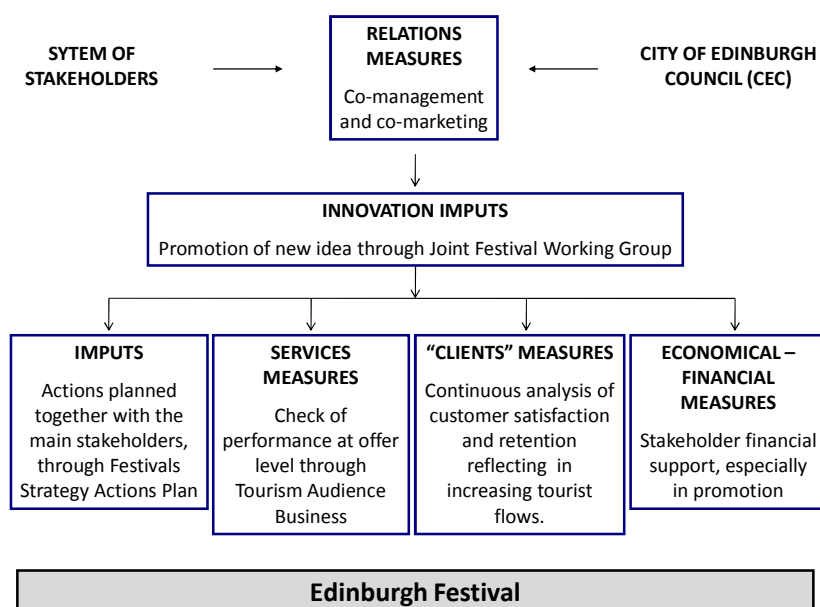 SYTEM OF
STAKEHOLDERS
RELATIONS
MEASURES
Co-management
and co-marketing
CITY OF EDINBURGH
COUNCIL (CEC)
INNOVATION IMPUTS
Promotion of new idea through Joint Festival Working Group
IMPUTS
Actions planned
together with the
main stakeholders,
through Festivals
Strategy Actions Plan
SERVICES
MEASURES
Check of
performance at offer
level through
Tourism Audience
Business
“CLIENTS” MEASURES
Continuous analysis of
customer satisfaction
and retention
reflecting in
increasing tourist
flows.
ECONOMICAL –
FINANCIAL
MEASURES
Stakeholder financial
support, especially
in promotion
Edinburgh Festival